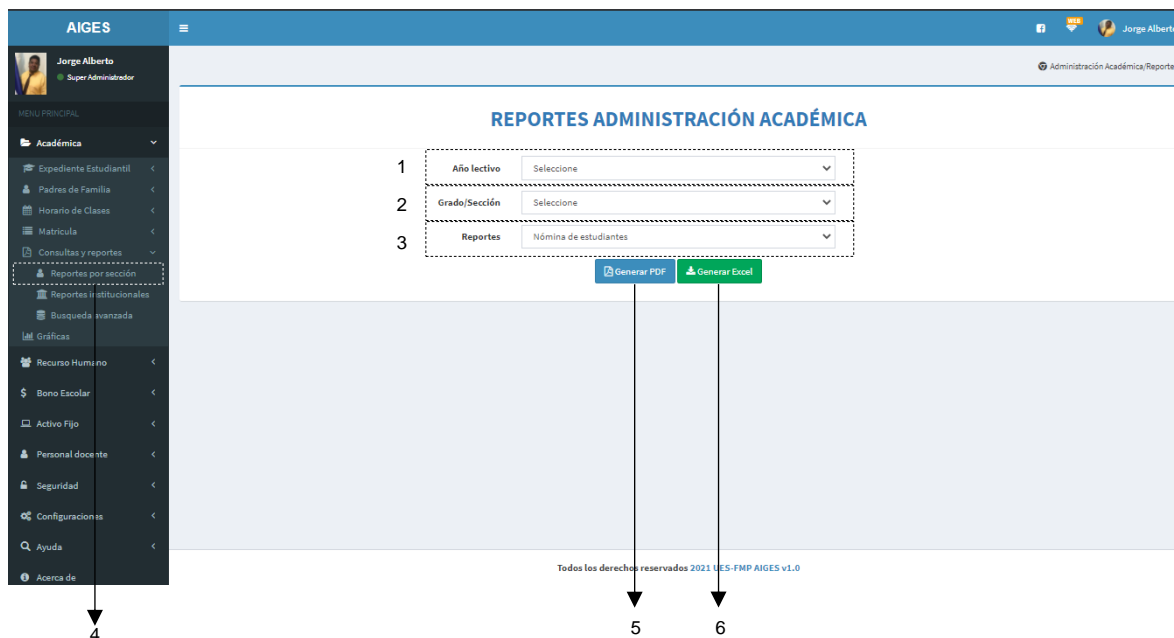 AIGES
WEB
Jorge Alberto
Jorge Alberto
Super Administrador
Administración Académica/Reporte
MENU PRINCIPAL
REPORTES ADMINISTRACIÓN ACADÉMICA
Académica
Expediente Estudiantil
Padres de Familia
Horario de Clases
Matricula
Consultas y reportes
Reportes por sección
Reportes institucionales
Busqueda avanzada
Gráficas
Recurso Humano
Bono Escolar
Activo Fijo
Personal docente
Seguridad
Configuraciones
Ayuda
Acerca de
1 Año lectivo Seleccione
2 Grado/Sección Seleccione
3 Reportes Nómina de estudiantes
Generar PDF Generar Excel
Todos los derechos reservados 2021 UES-FMP AIGES v1.0
4 5 6